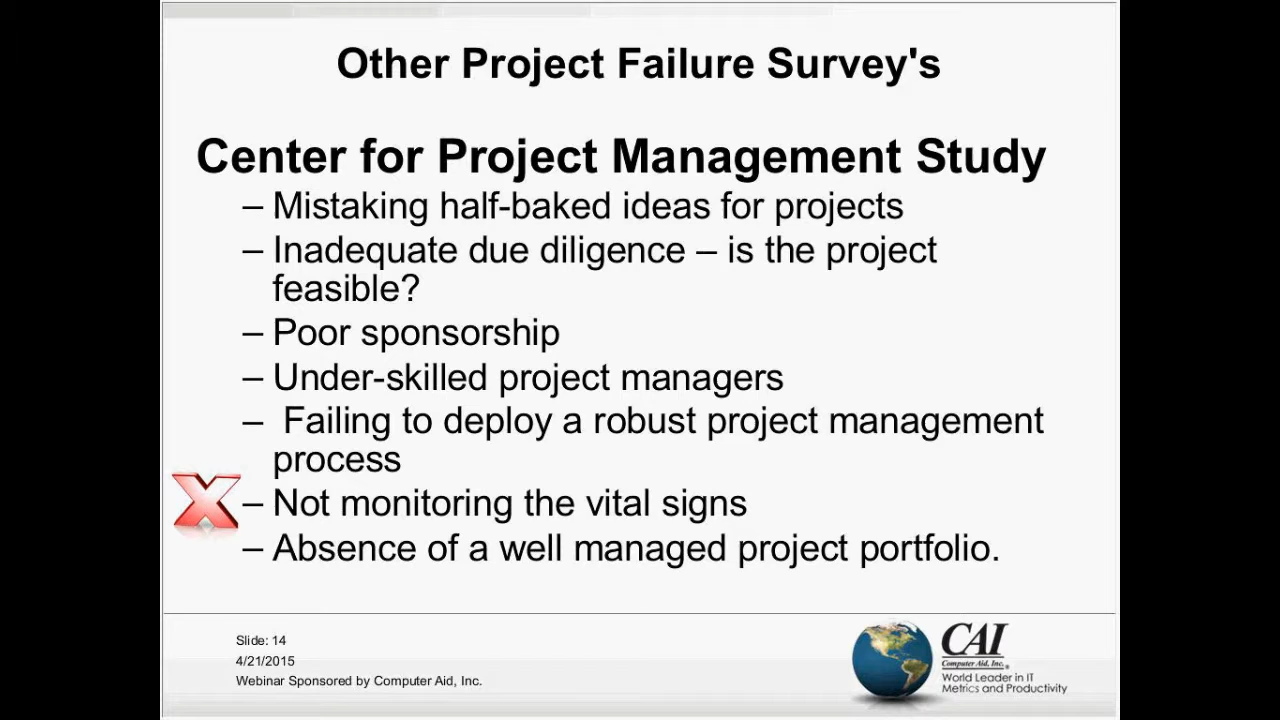 Other Project Failure Survey's
Center for Project Management Study
– Mistaking half-baked ideas for projects
– Inadequate due diligence – is the project
feasible?
– Poor sponsorship
– Under-skilled project managers
– Failing to deploy a robust project management
process
– Not monitoring the vital signs
– Absence of a well managed project portfolio.
Slide: 14
4/21/2015
Webinar Sponsored by Computer Aid, Inc.
CAI
Computer Aid, Inc.
World Leader in IT
Metrics and Productivity